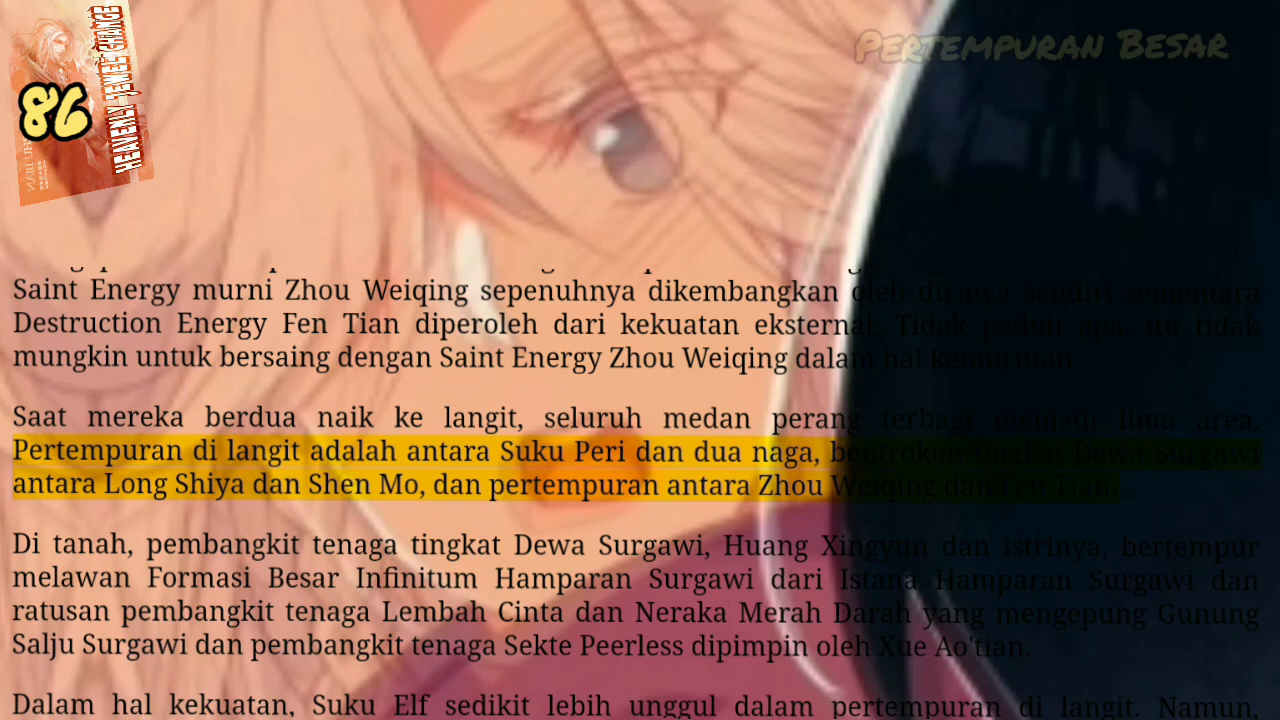 Pertempuran Besar
86
HEAVENLY JEWEL CHANGE
Saint Energy murni Zhou Weiqing sepenuhnya dikembangkan oleh dirinya sendiri sementara
Destruction Energy Fen Tian diperoleh dari kekuatan eksternal. Tidak peduli apa, itu tidak
mungkin untuk bersaing dengan Saint Energy Zhou Weiqing dalam hal kemurnian.
Saat mereka berdua naik ke langit, seluruh medan perang terbagi menjadi lima area.
Pertempuran di langit adalah antara Suku Peri dan dua naga, bentrokan tingkat Dewa Surgawi
antara Long Shiya dan Shen Mo, dan pertempuran antara Zhou Weiqing dan Fen Tian.
Di tanah, pembangkit tenaga tingkat Dewa Surgawi, Huang Xingyun dan istrinya, bertempur
melawan Formasi Besar Infinitum Hamparan Surgawi dari Istana Hamparan Surgawi dan
ratusan pembangkit tenaga Lembah Cinta dan Neraka Merah Darah yang mengepung Gunung
Salju Surgawi dan pembangkit tenaga Sekte Peerless dipimpin oleh Xue Ao'tian.
Dalam hal kekuatan, Suku Elf sedikit lebih unggul dalam pertempuran di langit. Namun,